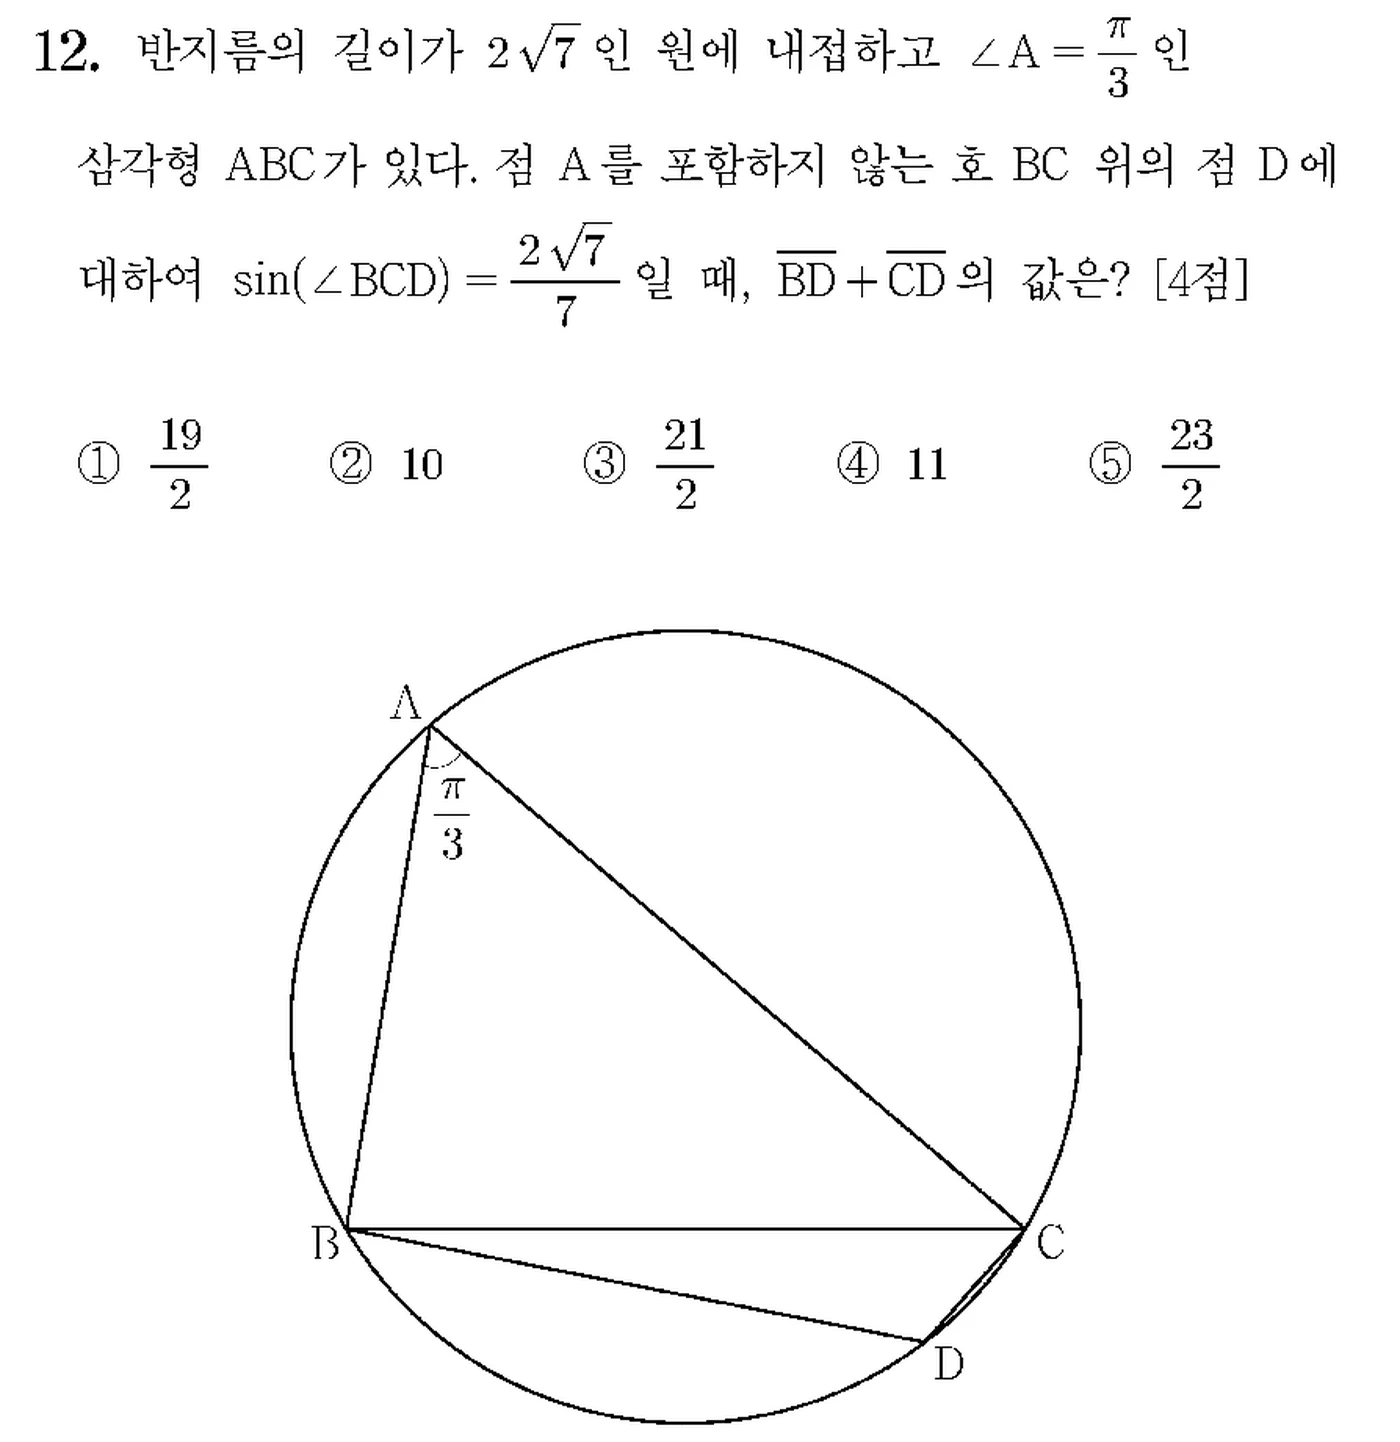 12. 반지름의 길이가 2√7 인 원에 내접하고 ∠A = π/3 인
삼각형 ABC가 있다. 점 A를 포함하지 않는 호 BC 위의 점 D에
대하여 sin(∠BCD) = 2√7/7 일 때, B̅D̅ + C̅D̅ 의 값은? [4점]
① 19/2 ② 10 ③ 21/2 ④ 11 ⑤ 23/2
A
π/3
B
C
D